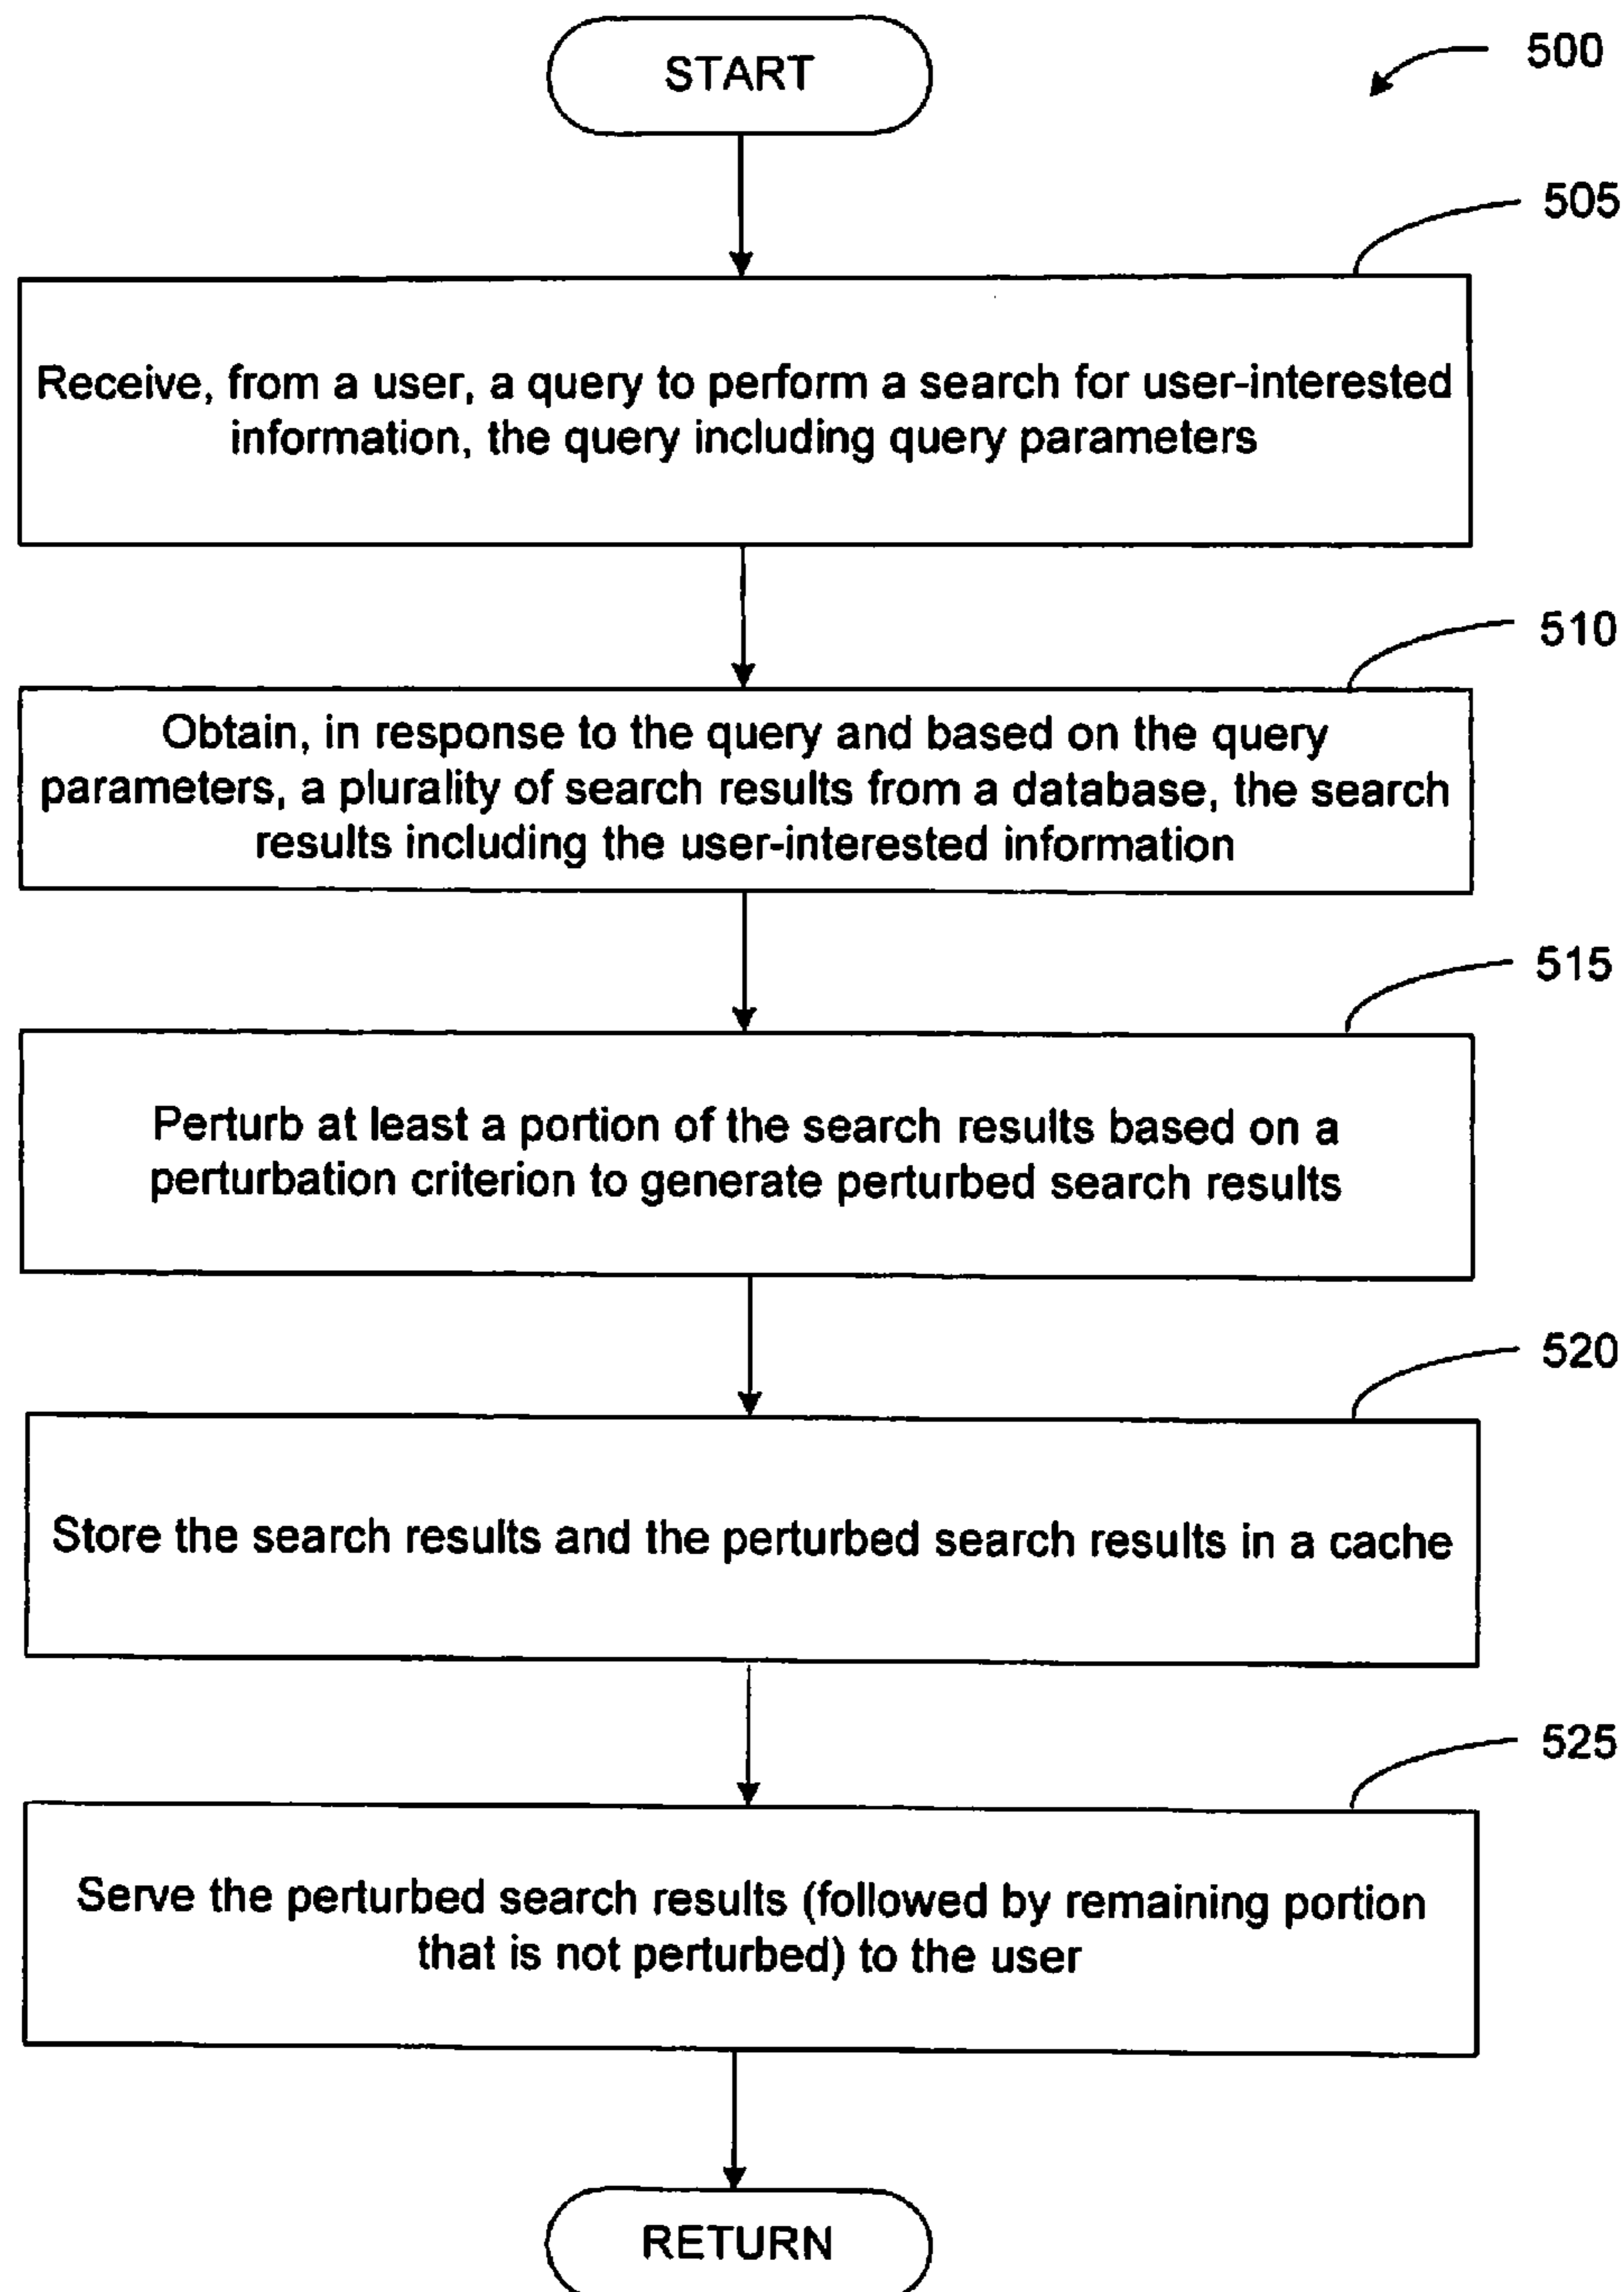 START
500
505
Receive, from a user, a query to perform a search for user-interested
information, the query including query parameters
510
Obtain, in response to the query and based on the query
parameters, a plurality of search results from a database, the search
results including the user-interested information
515
Perturb at least a portion of the search results based on a
perturbation criterion to generate perturbed search results
520
Store the search results and the perturbed search results in a cache
525
Serve the perturbed search results (followed by remaining portion
that is not perturbed) to the user
RETURN